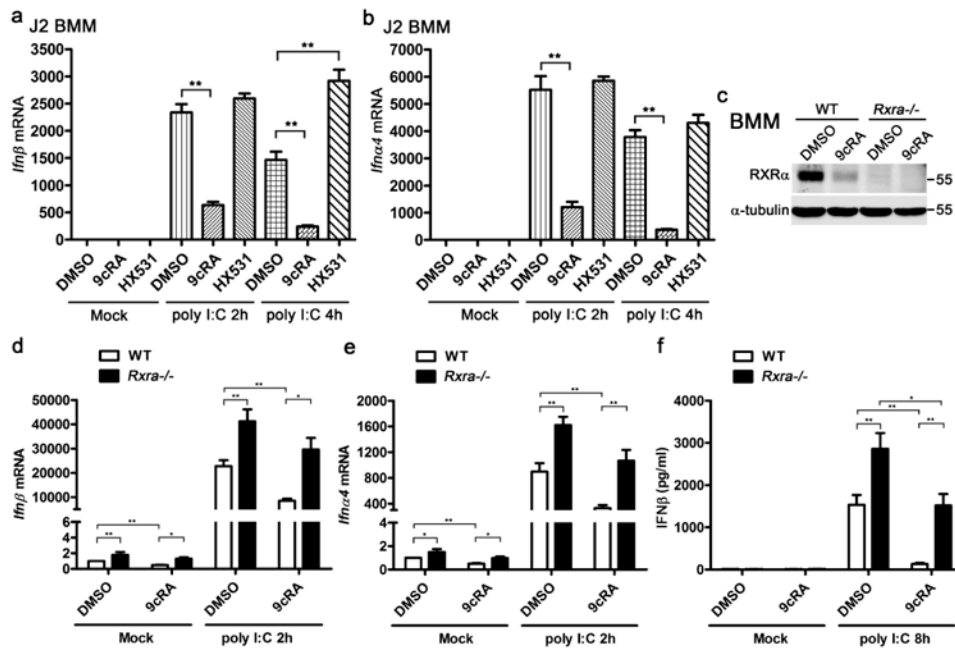 a
J2 BMM
Ifnβ mRNA
3500
3000
2500
2000
1500
1000
500
0
**
**
**
DMSO
9cRA
HX531
DMSO
9cRA
HX531
DMSO
9cRA
HX531
Mock
poly I:C 2h
poly I:C 4h
b
J2 BMM
Ifnα4 mRNA
7000
6000
5000
4000
3000
2000
1000
0
**
**
DMSO
9cRA
HX531
DMSO
9cRA
HX531
DMSO
9cRA
HX531
Mock
poly I:C 2h
poly I:C 4h
c
BMM
WT
Rxra-/-
DMSO
9cRA
DMSO
9cRA
RXRα
-55
α-tubulin
-55
d
WT
Rxra-/-
Ifnβ mRNA
50000
40000
30000
20000
10000
6
4
2
0
**
**
*
**
**
*
DMSO
9cRA
DMSO
9cRA
Mock
poly I:C 2h
e
WT
Rxra-/-
Ifnα4 mRNA
1900
1600
1300
1000
700
400
4
2
0
**
*
*
**
**
**
DMSO
9cRA
DMSO
9cRA
Mock
poly I:C 2h
f
WT
Rxra-/-
IFNβ (pg/ml)
4000
3000
2000
1000
0
*
**
**
**
DMSO
9cRA
DMSO
9cRA
Mock
poly I:C 8h